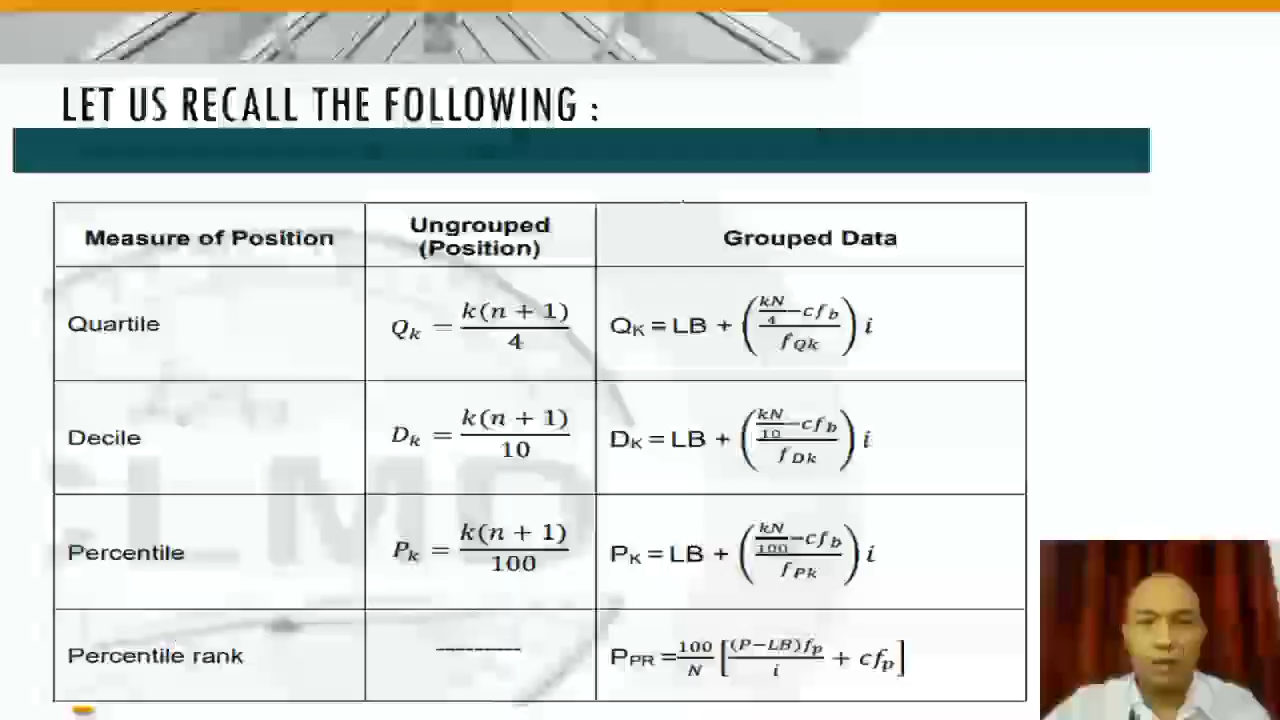 LET US RECALL THE FOLLOWING :
Measure of Position
Ungrouped
(Position)
Grouped Data
Quartile
Qk = k(n + 1) / 4
QK = LB + ((kN/4 − cfb) / fQk) i
Decile
Dk = k(n + 1) / 10
DK = LB + ((kN/10 − cfb) / fDk) i
Percentile
Pk = k(n + 1) / 100
PK = LB + ((kN/100 − cfb) / fPk) i
Percentile rank
---------
PPR = 100/N [(P−LB)fp / i + cfp]
CLMD